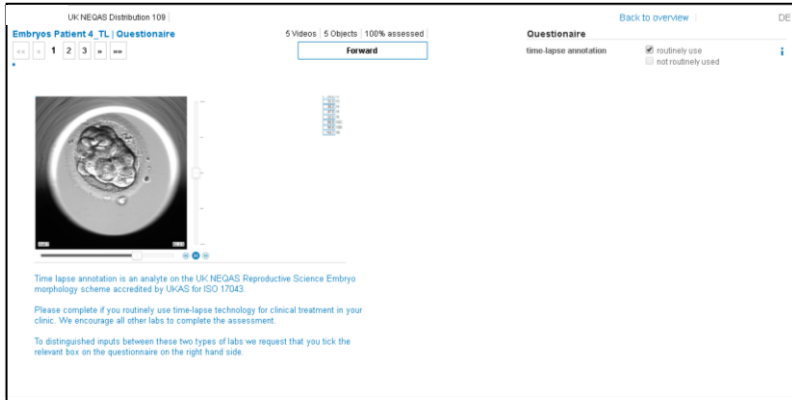 UK NEQAS Distribution 109
Back to overview
DE
Embryos Patient 4_TL | Questionaire
5 Videos | 5 Objects | 100% assessed
Questionaire
1 2 3 » »»
Forward
time-lapse annotation
routinely use
i
not routinely used
Time lapse annotation is an analyte on the UK NEQAS Reproductive Science Embryo
morphology scheme accredited by UKAS for ISO 17043.
Please complete if you routinely use time-lapse technology for clinical treatment in your
clinic. We encourage all other labs to complete the assessment.
To distinguished inputs between these two types of labs we request that you tick the
relevant box on the questionnaire on the right hand side.